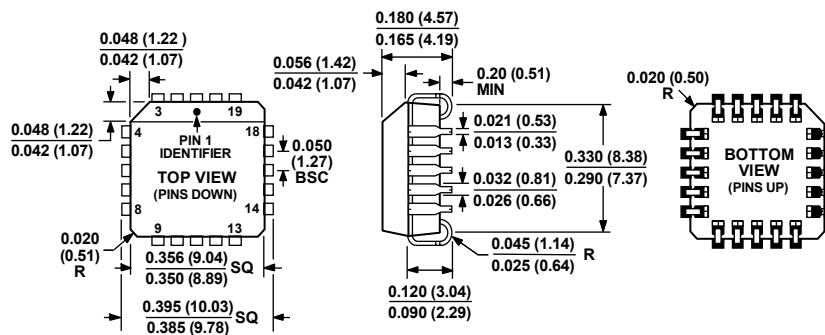 0.048 (1.22 )
0.042 (1.07)
0.048 (1.22)
0.042 (1.07)
3
19
4
18
PIN 1
IDENTIFIER
TOP VIEW
(PINS DOWN)
8
14
9
13
0.050
(1.27)
BSC
0.020
(0.51)
R
0.356 (9.04)
0.350 (8.89)
SQ
0.395 (10.03)
0.385 (9.78)
SQ
0.180 (4.57)
0.165 (4.19)
0.056 (1.42)
0.042 (1.07)
0.20 (0.51)
MIN
0.021 (0.53)
0.013 (0.33)
0.032 (0.81)
0.026 (0.66)
0.330 (8.38)
0.290 (7.37)
0.045 (1.14)
0.025 (0.64)
R
0.120 (3.04)
0.090 (2.29)
0.020 (0.50)
R
BOTTOM
VIEW
(PINS UP)